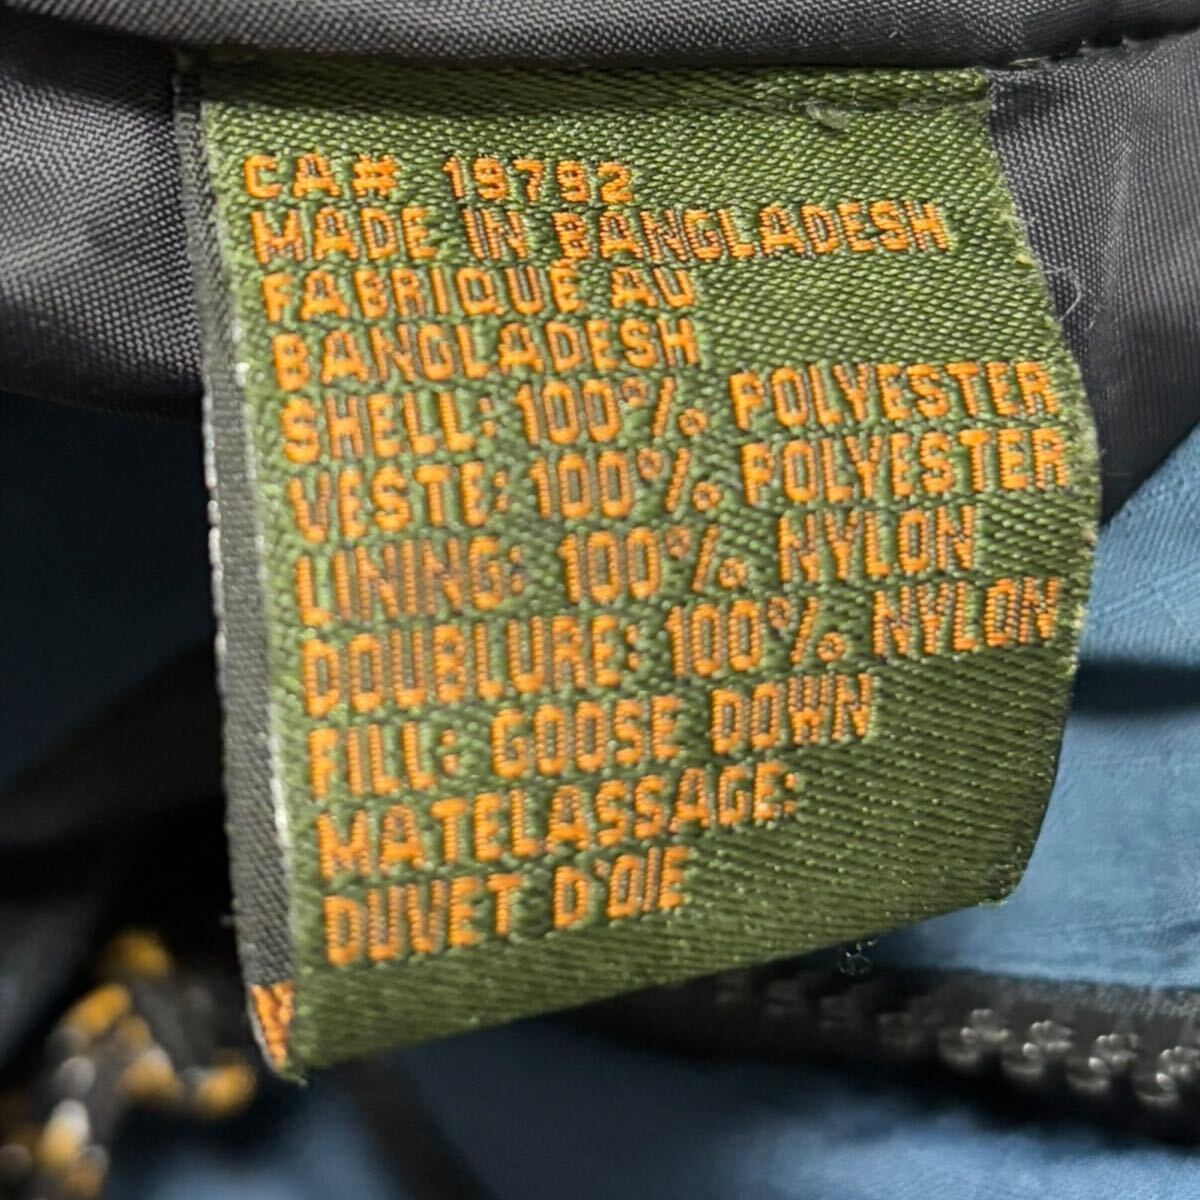 CA# 19792
MADE IN BANGLADESH
FABRIQUÉ AU
BANGLADESH
SHELL: 100% POLYESTER
VESTE: 100% POLYESTER
LINING: 100% NYLON
DOUBLURE: 100% NYLON
FILL: GOOSE DOWN
MATELASSAGE:
DUVET D'OIE